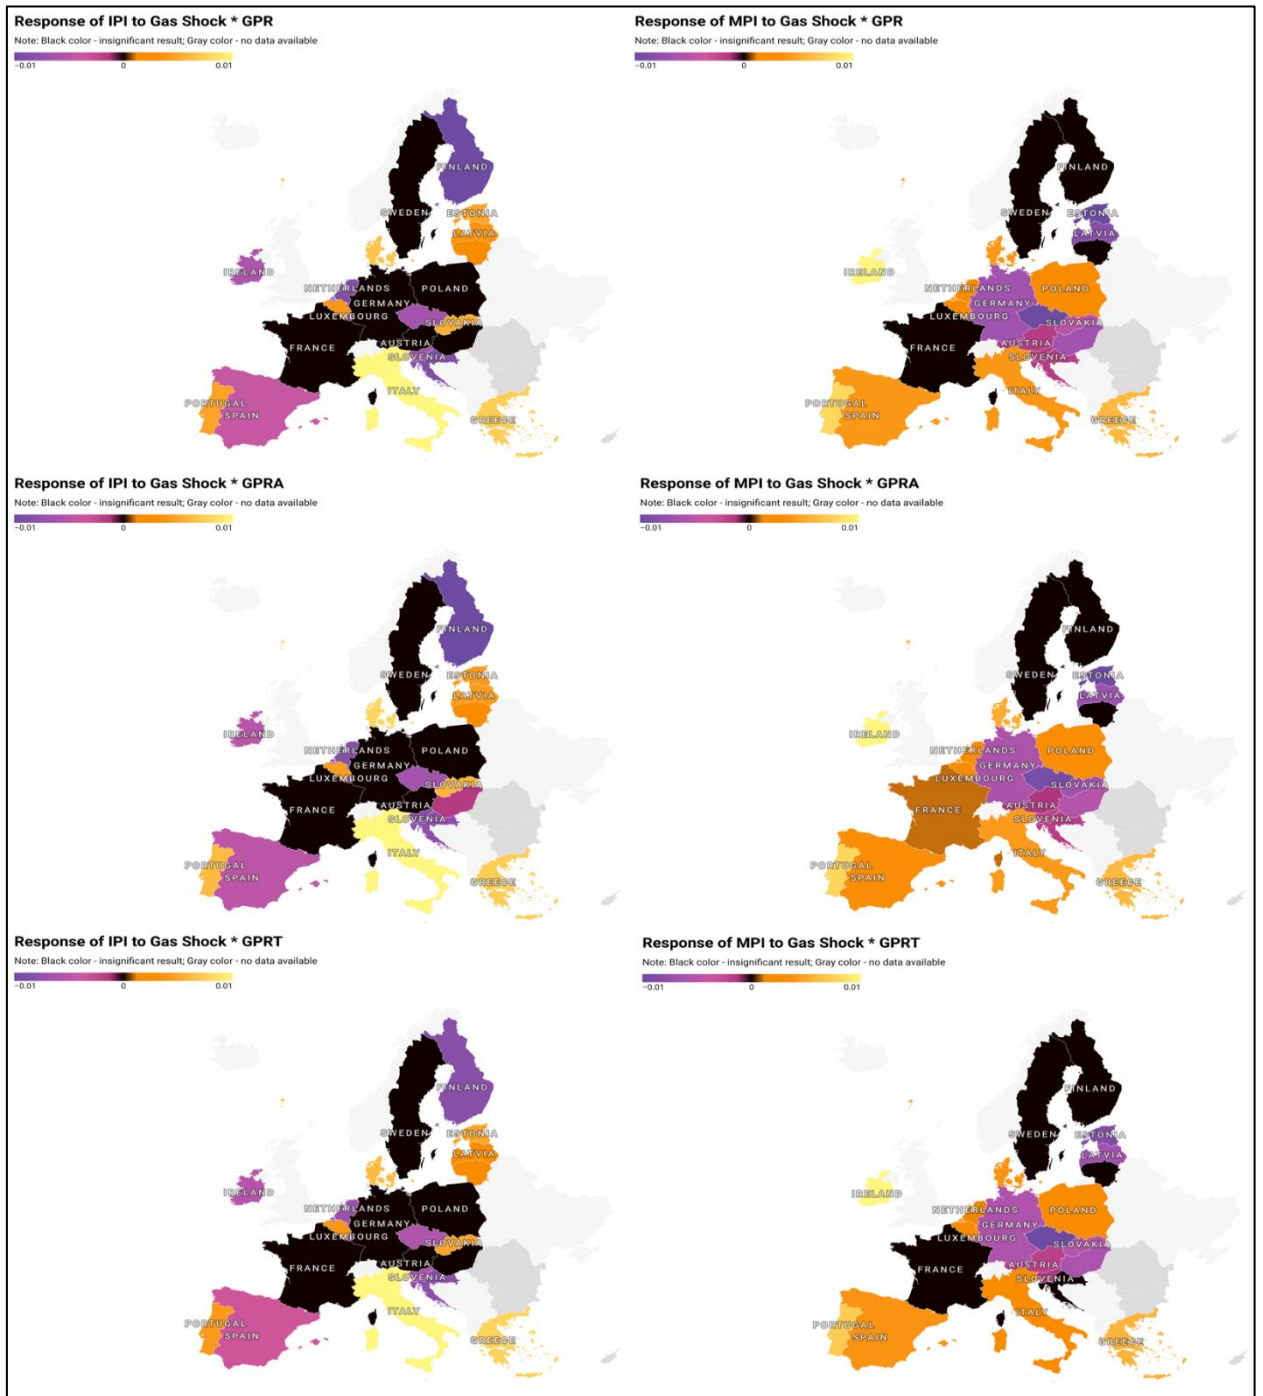 Response of IPI to Gas Shock * GPR
Note: Black color - insignificant result; Gray color - no data available
−0.01 0 0.01
FINLAND
SWEDEN
ESTONIA
LATVIA
IRELAND
NETHERLANDS
POLAND
GERMANY
LUXEMBOURG
SLOVAKIA
AUSTRIA
FRANCE
SLOVENIA
ITALY
PORTUGAL
SPAIN
GREECE
Response of MPI to Gas Shock * GPR
Note: Black color - insignificant result; Gray color - no data available
−0.01 0 0.01
FINLAND
SWEDEN
ESTONIA
LATVIA
IRELAND
NETHERLANDS
POLAND
GERMANY
LUXEMBOURG
SLOVAKIA
AUSTRIA
FRANCE
SLOVENIA
ITALY
PORTUGAL
SPAIN
GREECE
Response of IPI to Gas Shock * GPRA
Note: Black color - insignificant result; Gray color - no data available
−0.01 0 0.01
FINLAND
SWEDEN
ESTONIA
LATVIA
IRELAND
NETHERLANDS
POLAND
GERMANY
LUXEMBOURG
SLOVAKIA
AUSTRIA
FRANCE
SLOVENIA
ITALY
PORTUGAL
SPAIN
GREECE
Response of MPI to Gas Shock * GPRA
Note: Black color - insignificant result; Gray color - no data available
−0.01 0 0.01
FINLAND
SWEDEN
ESTONIA
LATVIA
IRELAND
NETHERLANDS
POLAND
GERMANY
LUXEMBOURG
SLOVAKIA
AUSTRIA
FRANCE
SLOVENIA
ITALY
PORTUGAL
SPAIN
GREECE
Response of IPI to Gas Shock * GPRT
Note: Black color - insignificant result; Gray color - no data available
−0.01 0 0.01
FINLAND
SWEDEN
ESTONIA
LATVIA
IRELAND
NETHERLANDS
POLAND
GERMANY
LUXEMBOURG
SLOVAKIA
AUSTRIA
FRANCE
SLOVENIA
ITALY
PORTUGAL
SPAIN
GREECE
Response of MPI to Gas Shock * GPRT
Note: Black color - insignificant result; Gray color - no data available
−0.01 0 0.01
FINLAND
SWEDEN
ESTONIA
LATVIA
IRELAND
NETHERLANDS
POLAND
GERMANY
LUXEMBOURG
SLOVAKIA
AUSTRIA
FRANCE
SLOVENIA
ITALY
PORTUGAL
SPAIN
GREECE